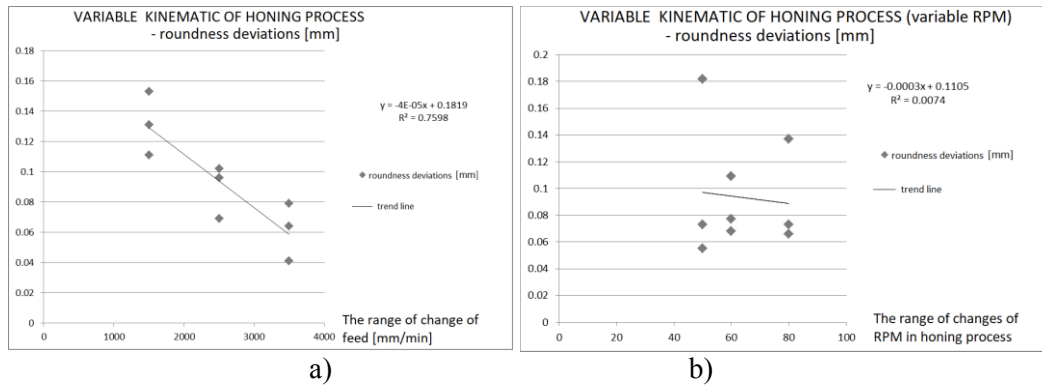 VARIABLE KINEMATIC OF HONING PROCESS
- roundness deviations [mm]
0.18
0.16
0.14
0.12
0.1
0.08
0.06
0.04
0.02
0
0 1000 2000 3000 4000
y = -4E-05x + 0.1819
R² = 0.7598
roundness deviations [mm]
trend line
The range of change of
feed [mm/min]
a)
VARIABLE KINEMATIC OF HONING PROCESS (variable RPM)
- roundness deviations [mm]
0.2
0.18
0.16
0.14
0.12
0.1
0.08
0.06
0.04
0.02
0
0 20 40 60 80 100
y = -0.0003x + 0.1105
R² = 0.0074
roundness deviations [mm]
trend line
The range of changes of
RPM in honing process
b)